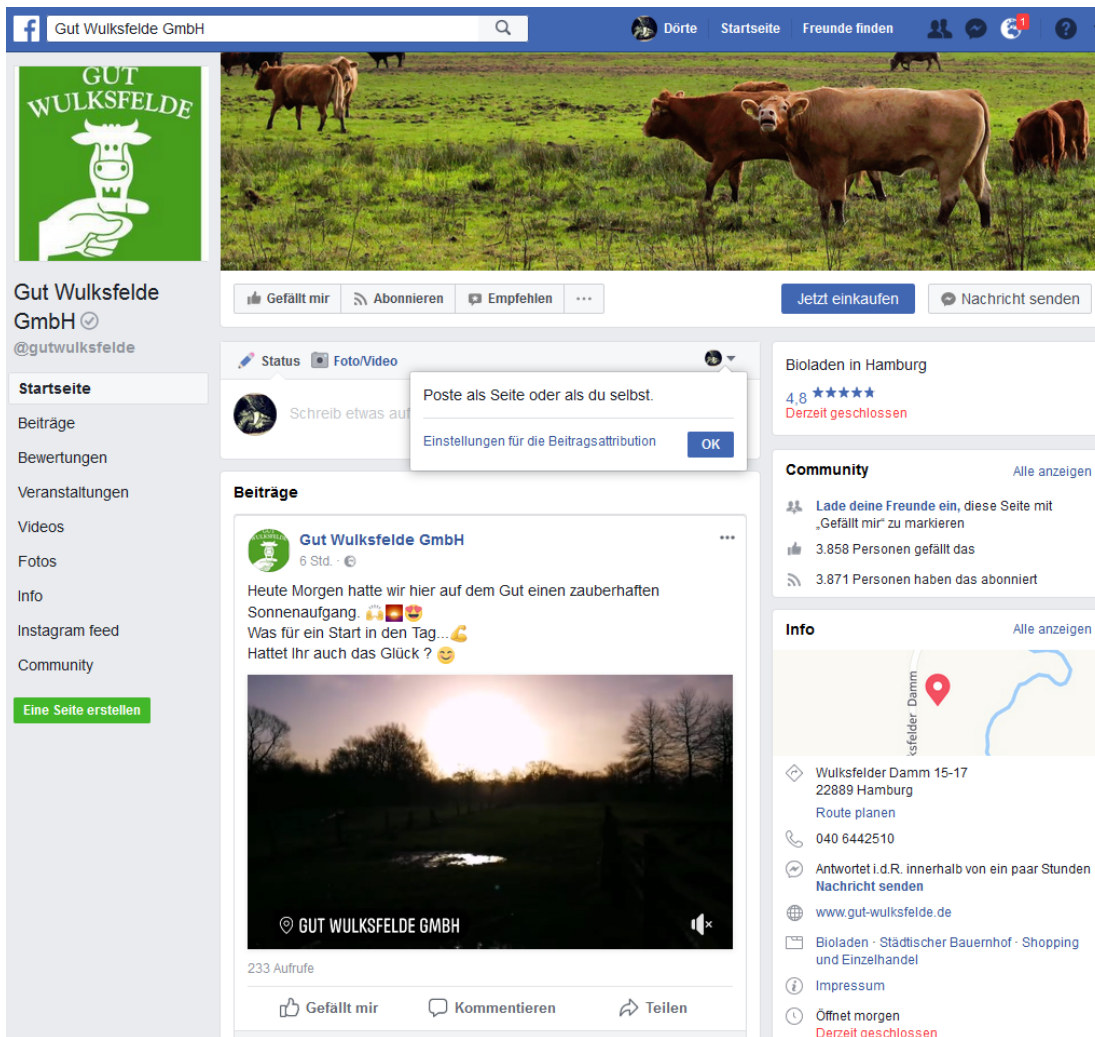 Gut Wulksfelde GmbH
Dörte Startseite Freunde finden 1 ?
GUT
WULKSFELDE
Gut Wulksfelde
GmbH
@gutwulksfelde
Startseite
Beiträge
Bewertungen
Veranstaltungen
Videos
Fotos
Info
Instagram feed
Community
Eine Seite erstellen
Gefällt mir Abonnieren Empfehlen ...
Jetzt einkaufen Nachricht senden
Status Foto/Video
Schreib etwas auf
Poste als Seite oder als du selbst.
Einstellungen für die Beitragsattribution OK
Beiträge
Gut Wulksfelde GmbH
6 Std. ·
Heute Morgen hatte wir hier auf dem Gut einen zauberhaften
Sonnenaufgang. 🙌🌅😍
Was für ein Start in den Tag...💪
Hattet Ihr auch das Glück ? 😊
GUT WULKSFELDE GMBH
233 Aufrufe
Gefällt mir Kommentieren Teilen
Bioladen in Hamburg
4,8 ★★★★★
Derzeit geschlossen
Community Alle anzeigen
Lade deine Freunde ein, diese Seite mit
„Gefällt mir“ zu markieren
3.858 Personen gefällt das
3.871 Personen haben das abonniert
Info Alle anzeigen
ksfelder Damm
Wulksfelder Damm 15-17
22889 Hamburg
Route planen
040 6442510
Antwortet i.d.R. innerhalb von ein paar Stunden
Nachricht senden
www.gut-wulksfelde.de
Bioladen · Städtischer Bauernhof · Shopping
und Einzelhandel
Impressum
Öffnet morgen
Derzeit geschlossen